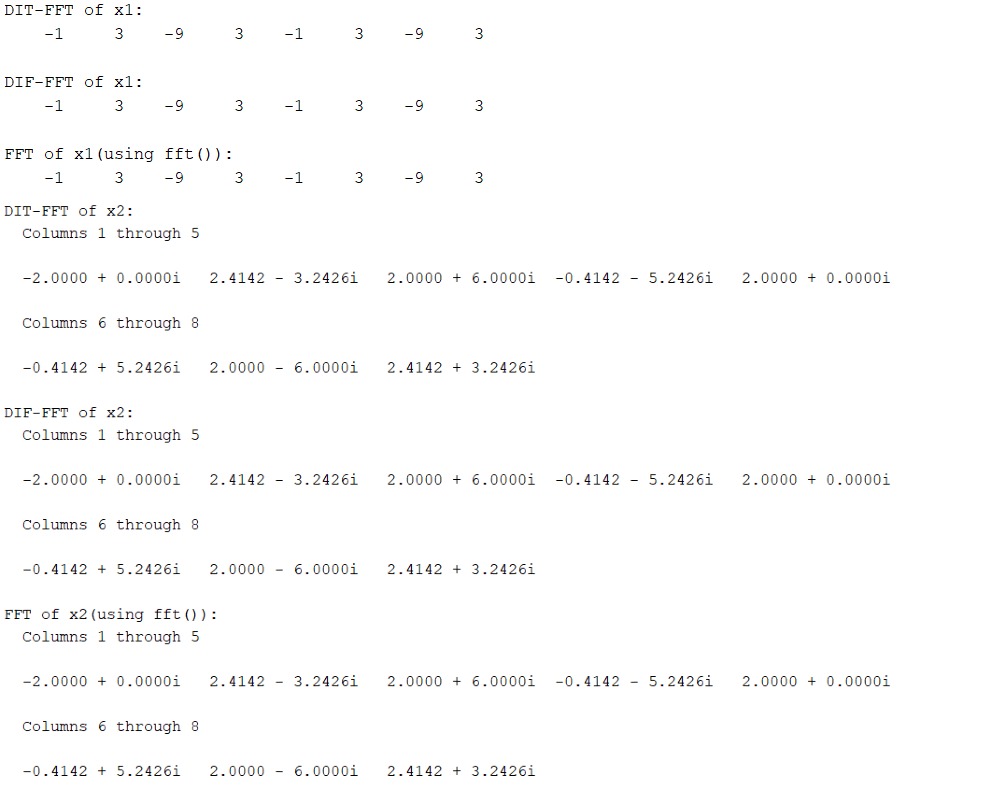 DIT-FFT of x1:
-1 3 -9 3 -1 3 -9 3
DIF-FFT of x1:
-1 3 -9 3 -1 3 -9 3
FFT of x1(using fft()):
-1 3 -9 3 -1 3 -9 3
DIT-FFT of x2:
Columns 1 through 5
-2.0000 + 0.0000i 2.4142 - 3.2426i 2.0000 + 6.0000i -0.4142 - 5.2426i 2.0000 + 0.0000i
Columns 6 through 8
-0.4142 + 5.2426i 2.0000 - 6.0000i 2.4142 + 3.2426i
DIF-FFT of x2:
Columns 1 through 5
-2.0000 + 0.0000i 2.4142 - 3.2426i 2.0000 + 6.0000i -0.4142 - 5.2426i 2.0000 + 0.0000i
Columns 6 through 8
-0.4142 + 5.2426i 2.0000 - 6.0000i 2.4142 + 3.2426i
FFT of x2(using fft()):
Columns 1 through 5
-2.0000 + 0.0000i 2.4142 - 3.2426i 2.0000 + 6.0000i -0.4142 - 5.2426i 2.0000 + 0.0000i
Columns 6 through 8
-0.4142 + 5.2426i 2.0000 - 6.0000i 2.4142 + 3.2426i